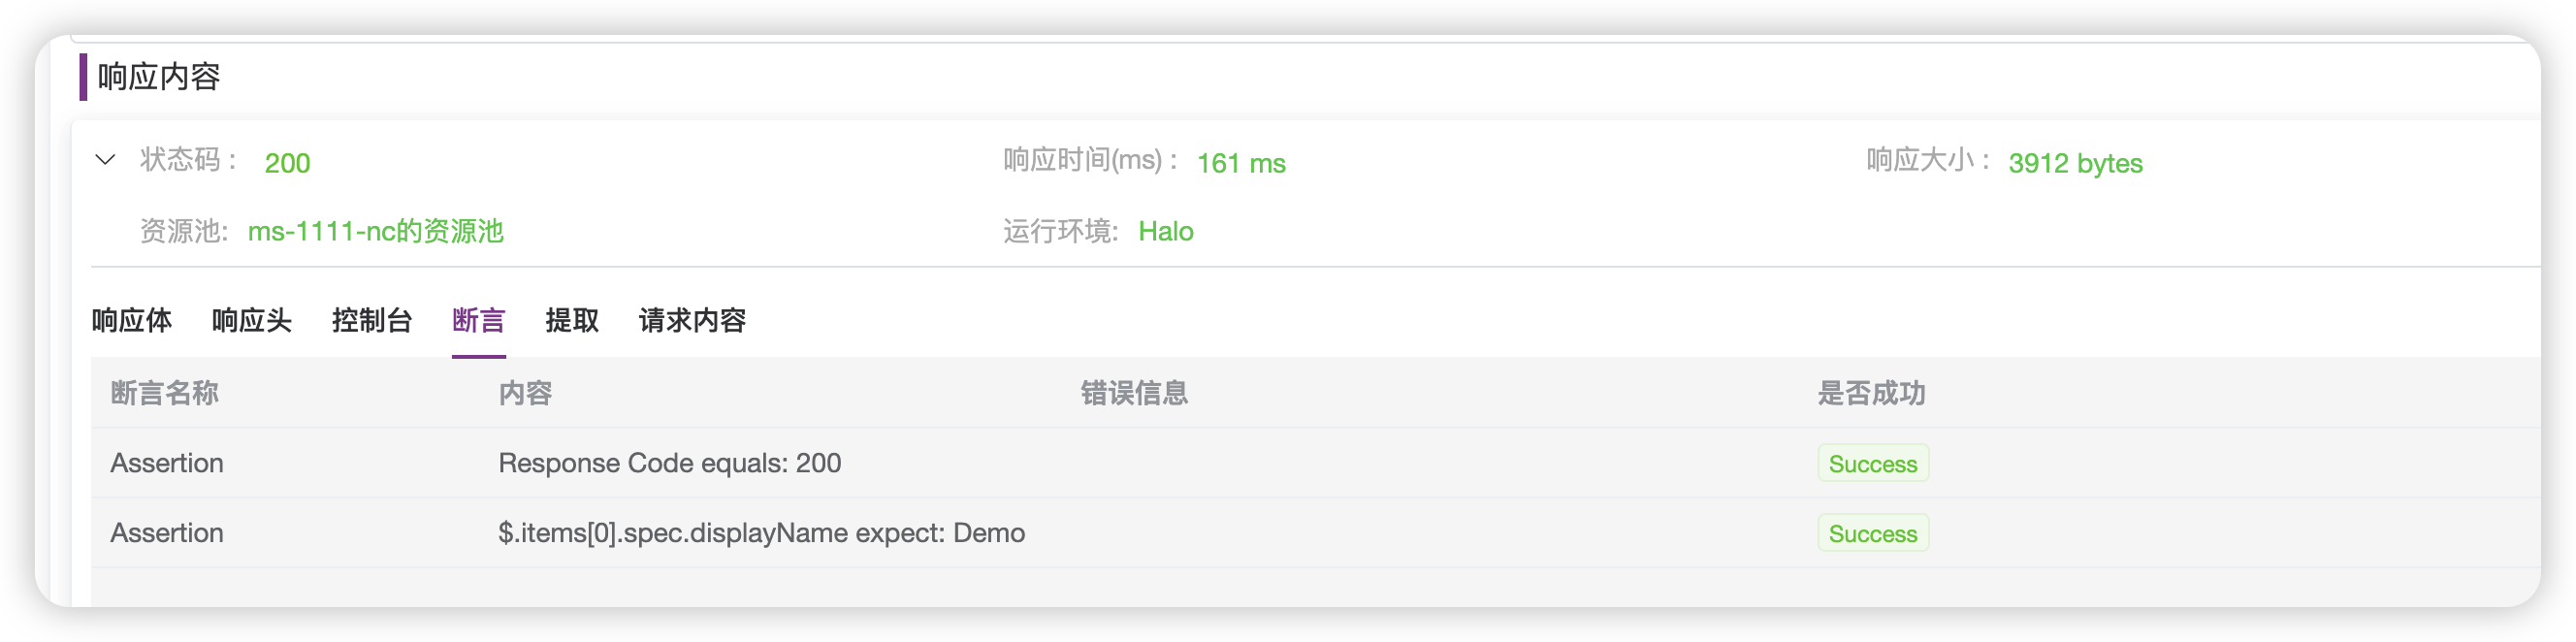 响应内容
状态码： 200 响应时间(ms)： 161 ms 响应大小： 3912 bytes
资源池: ms-1111-nc的资源池 运行环境: Halo
响应体 响应头 控制台 断言 提取 请求内容
断言名称 内容 错误信息 是否成功
Assertion Response Code equals: 200 Success
Assertion $.items[0].spec.displayName expect: Demo Success